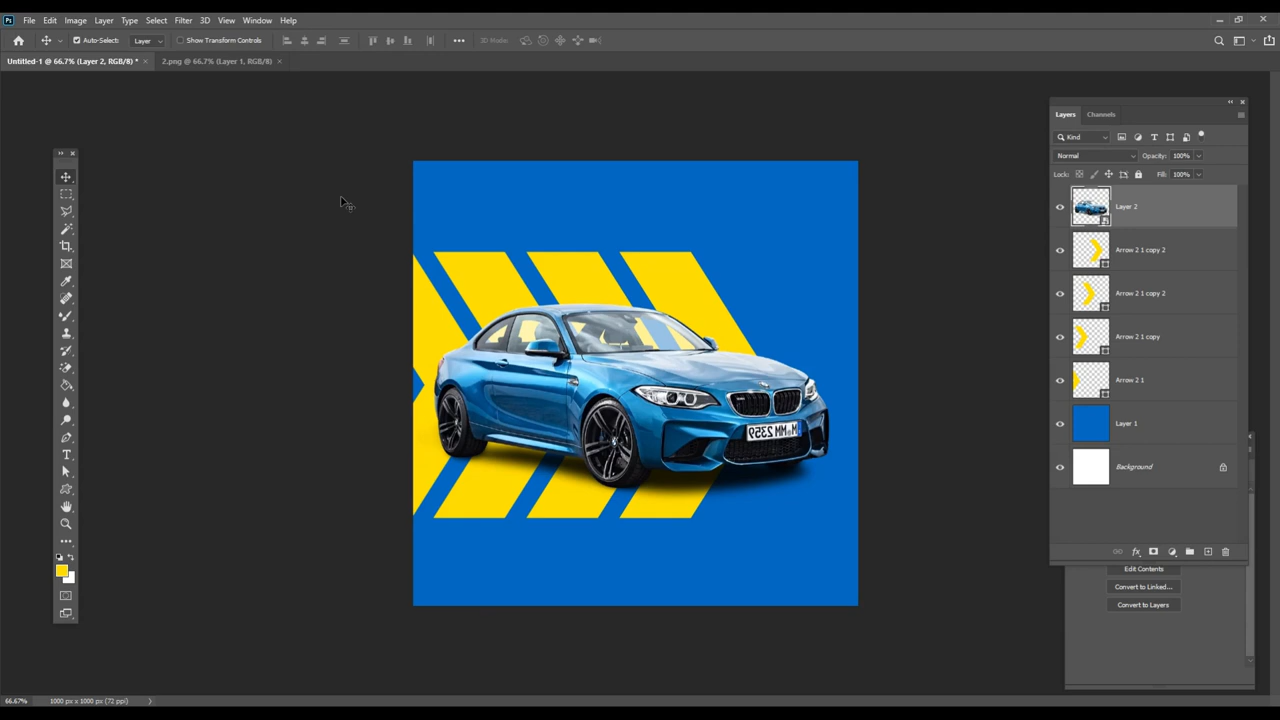 Ps File Edit Image Layer Type Select Filter 3D View Window Help
Auto-Select: Layer Show Transform Controls 3D Mode:
Untitled-1 @ 66.7% (Layer 2, RGB/8) * × 2.png @ 66.7% (Layer 1, RGB/8) ×
Layers Channels
Kind
Normal Opacity: 100%
Lock: Fill: 100%
Layer 2
Arrow 2 1 copy 2
Arrow 2 1 copy 2
Arrow 2 1 copy
Arrow 2 1
Layer 1
Background
fx
Edit Contents
Convert to Linked...
Convert to Layers
M MM 2359
66.67% 1000 px x 1000 px (72 ppi)